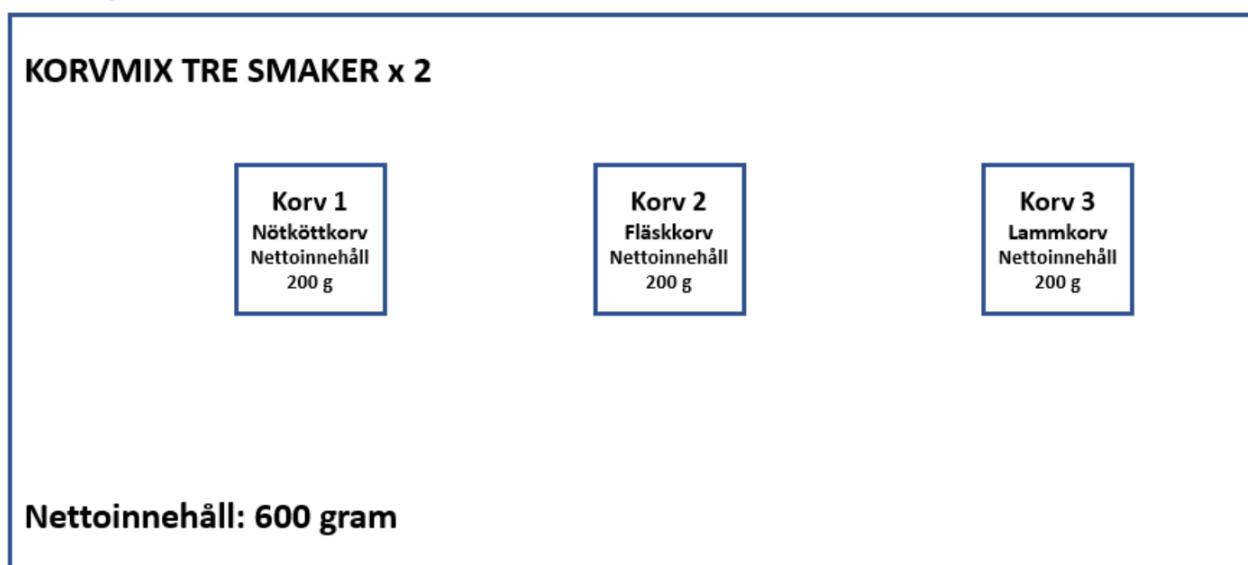 KORVMIX TRE SMAKER x 2
Korv 1
Nötköttkorv
Nettoinnehåll
200 g
Korv 2
Fläskkorv
Nettoinnehåll
200 g
Korv 3
Lammkorv
Nettoinnehåll
200 g
Nettoinnehåll: 600 gram